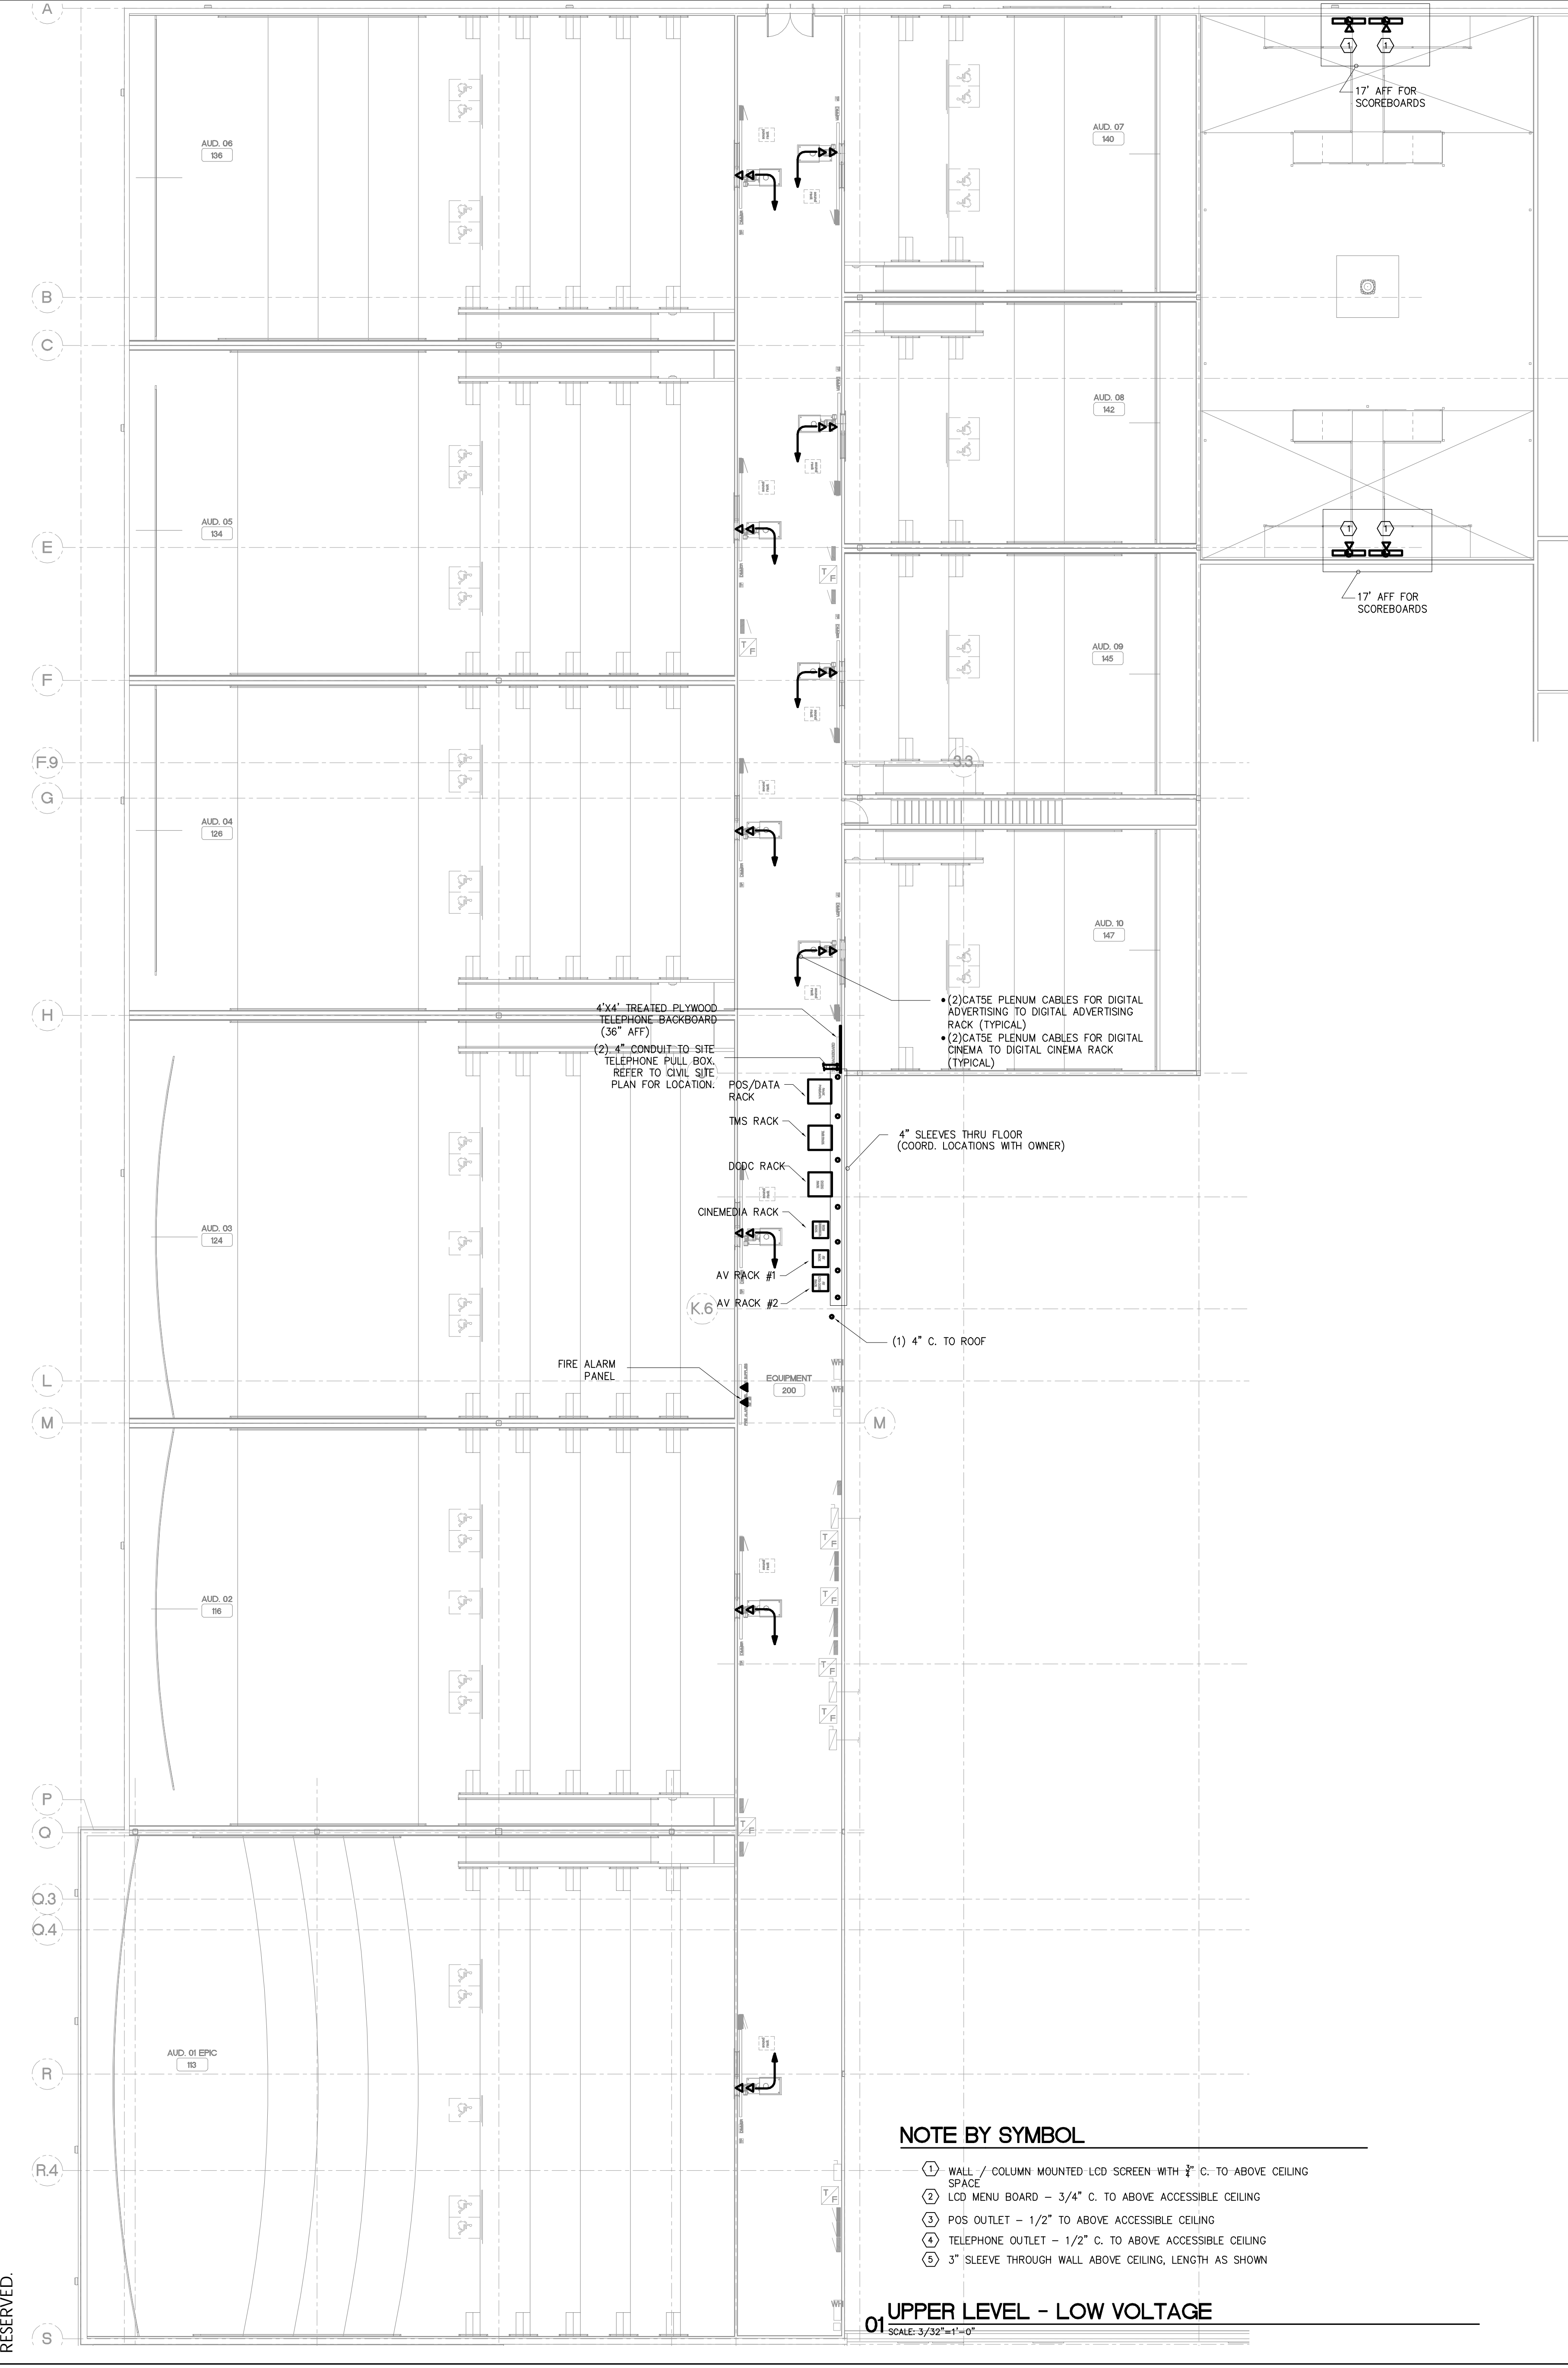 A
17' AFF FOR
SCOREBOARDS
AUD. 06
136
AUD. 07
140
B
C
AUD. 08
142
AUD. 05
134
E
T/F
17' AFF FOR
SCOREBOARDS
T/F
AUD. 09
145
F
F.9
3.3
G
AUD. 04
126
AUD. 10
147
H
4'X4' TREATED PLYWOOD
TELEPHONE BACKBOARD
(36" AFF)
•(2)CAT5E PLENUM CABLES FOR DIGITAL
ADVERTISING TO DIGITAL ADVERTISING
RACK (TYPICAL)
•(2)CAT5E PLENUM CABLES FOR DIGITAL
CINEMA TO DIGITAL CINEMA RACK
(TYPICAL)
(2) 4" CONDUIT TO SITE
TELEPHONE PULL BOX.
REFER TO CIVIL SITE
PLAN FOR LOCATION.
POS/DATA
RACK
TMS RACK
4" SLEEVES THRU FLOOR
(COORD. LOCATIONS WITH OWNER)
DCDC RACK
CINEMEDIA RACK
AUD. 03
124
AV RACK #1
AV RACK #2
K.6
(1) 4" C. TO ROOF
FIRE ALARM
PANEL
WH
L
EQUIPMENT
200
WH
M
M
T/F
T/F
AUD. 02
116
T/F
T/F
P
Q
T/F
Q.3
Q.4
AUD. 01 EPIC
113
R
R.4
T/F
WH
S
NOTE BY SYMBOL
1 WALL / COLUMN MOUNTED LCD SCREEN WITH ¾" C. TO ABOVE CEILING
SPACE
2 LCD MENU BOARD – 3/4" C. TO ABOVE ACCESSIBLE CEILING
3 POS OUTLET – 1/2" TO ABOVE ACCESSIBLE CEILING
4 TELEPHONE OUTLET – 1/2" C. TO ABOVE ACCESSIBLE CEILING
5 3" SLEEVE THROUGH WALL ABOVE CEILING, LENGTH AS SHOWN
01 UPPER LEVEL - LOW VOLTAGE
SCALE: 3/32"=1'-0"
RESERVED.